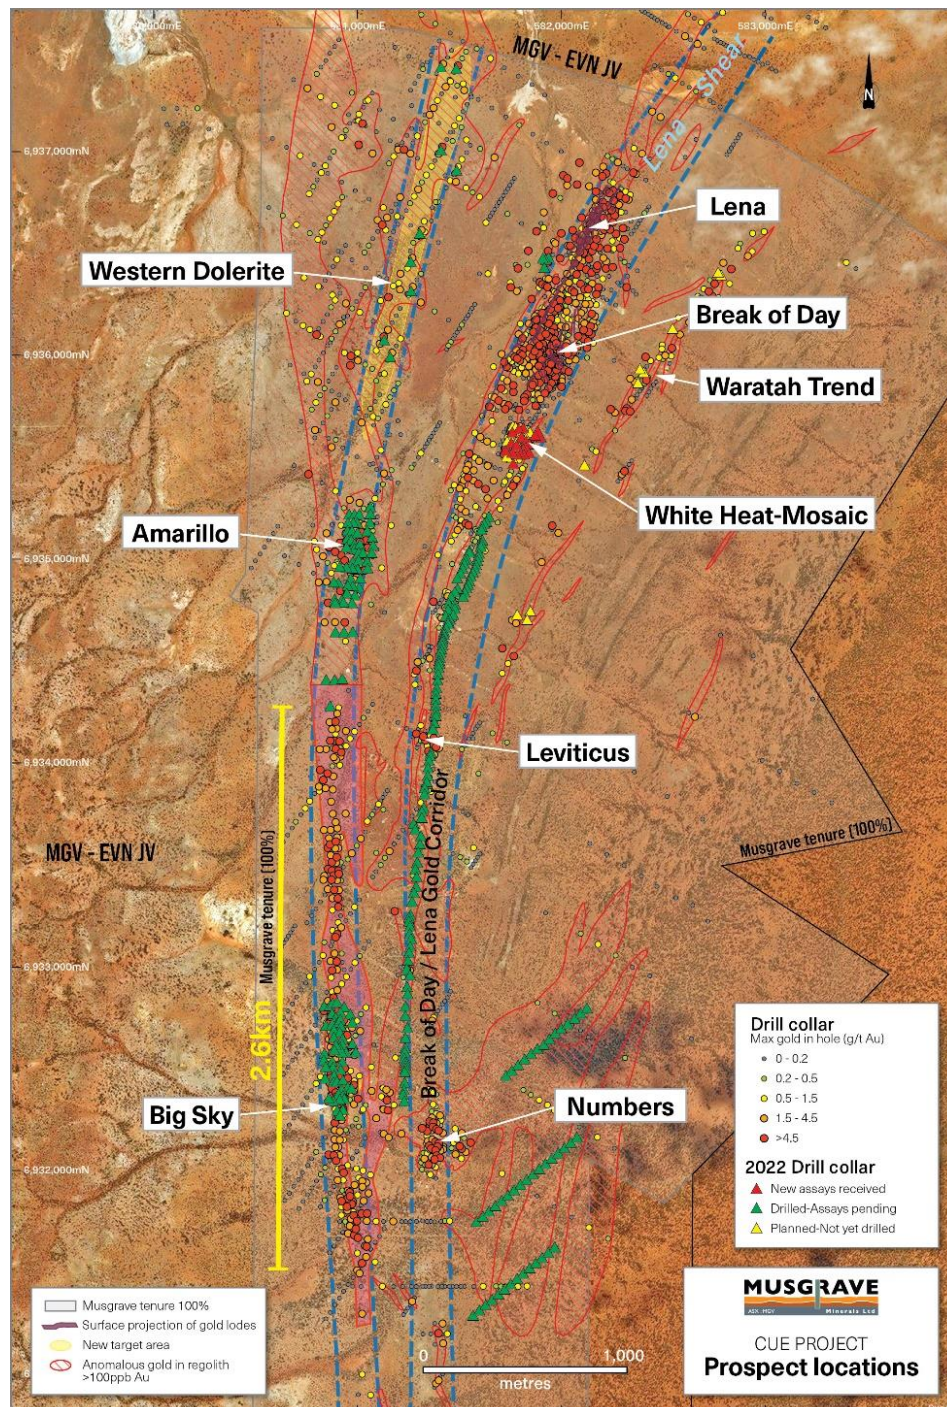 1,000mE
582,000mE
583,000mE
MGV - EVN JV
Lena Shear
N
6,937,000mN
Lena
Western Dolerite
Break of Day
6,936,000mN
Waratah Trend
White Heat-Mosaic
Amarillo
6,935,000mN
Leviticus
6,934,000mN
MGV - EVN JV
Musgrave tenure (100%)
Musgrave tenure (100%)
2.6km
Break of Day / Lena Gold Corridor
6,933,000mN
Big Sky
Numbers
6,932,000mN
Drill collar
Max gold in hole (g/t Au)
0 - 0.2
0.2 - 0.5
0.5 - 1.5
1.5 - 4.5
>4.5
2022 Drill collar
New assays received
Drilled-Assays pending
Planned-Not yet drilled
Musgrave tenure 100%
Surface projection of gold lodes
New target area
Anomalous gold in regolith
>100ppb Au
0 1,000
metres
MUSGRAVE
ASX: MGV Minerals Ltd
CUE PROJECT
Prospect locations